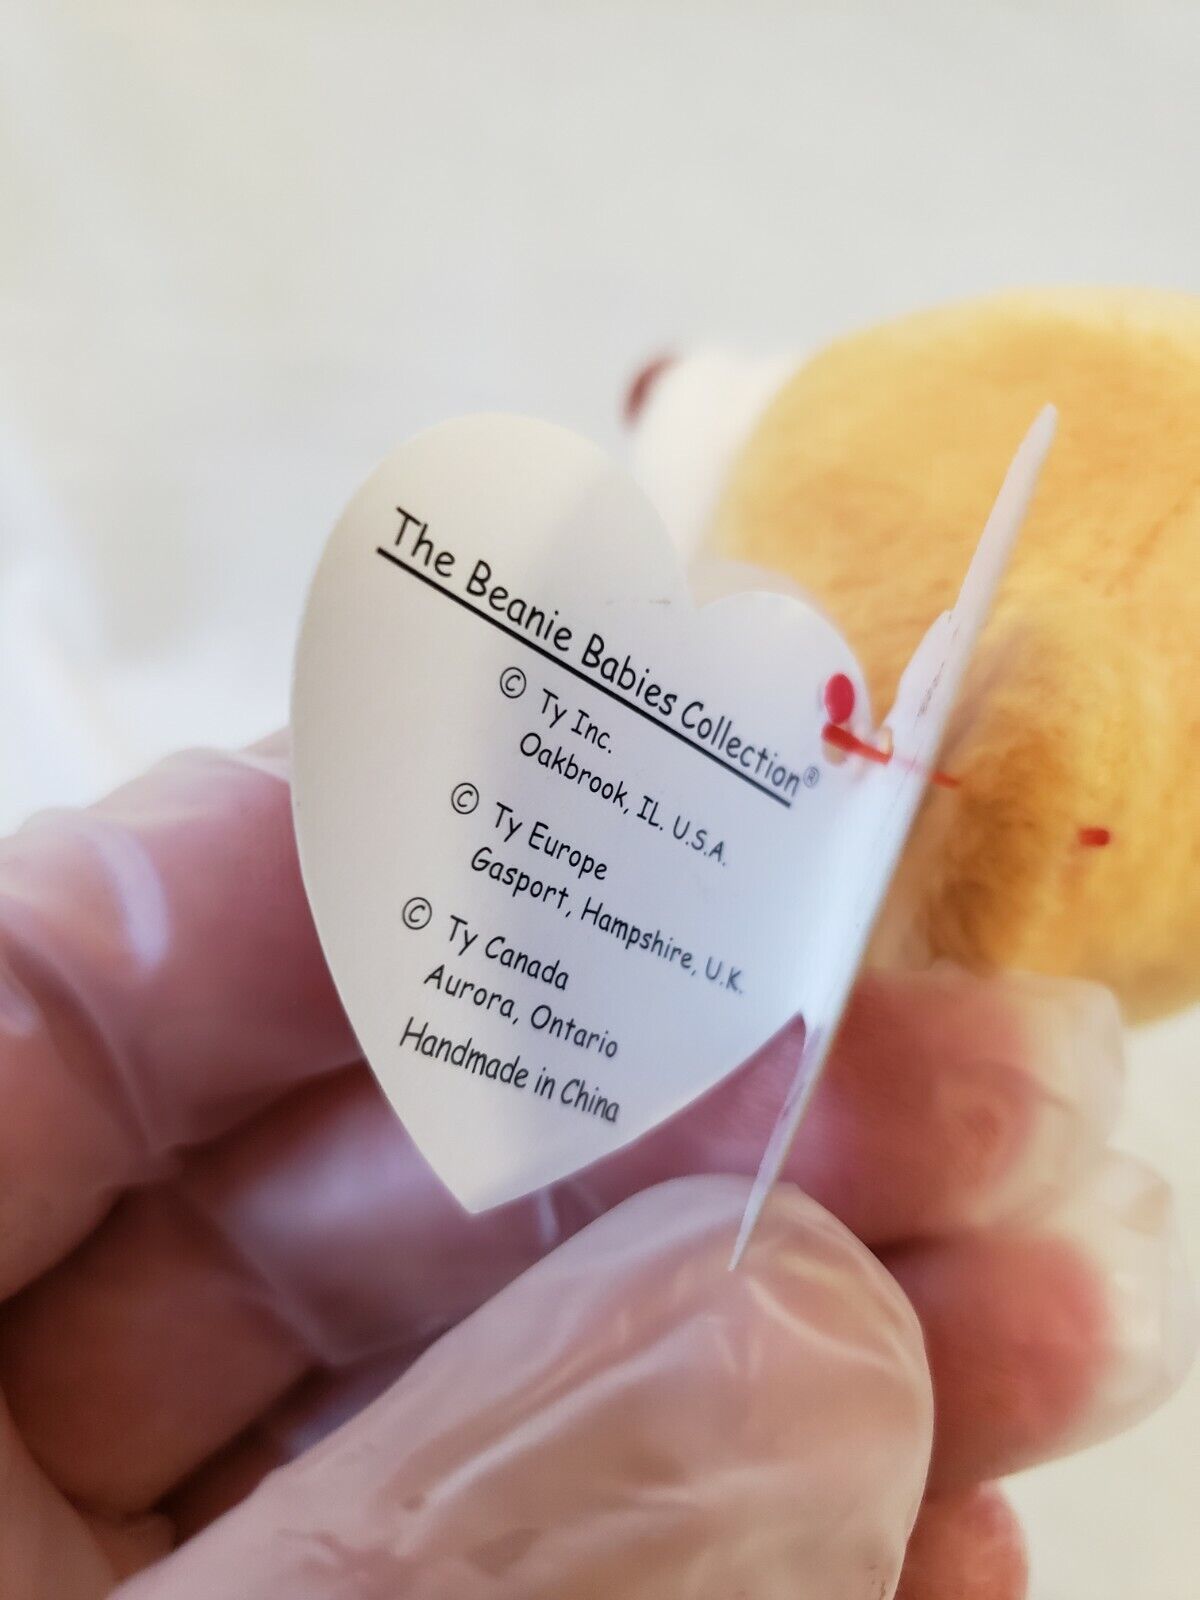 The Beanie Babies Collection®
© Ty Inc.
Oakbrook, IL. U.S.A.
© Ty Europe
Gasport, Hampshire, U.K.
© Ty Canada
Aurora, Ontario
Handmade in China